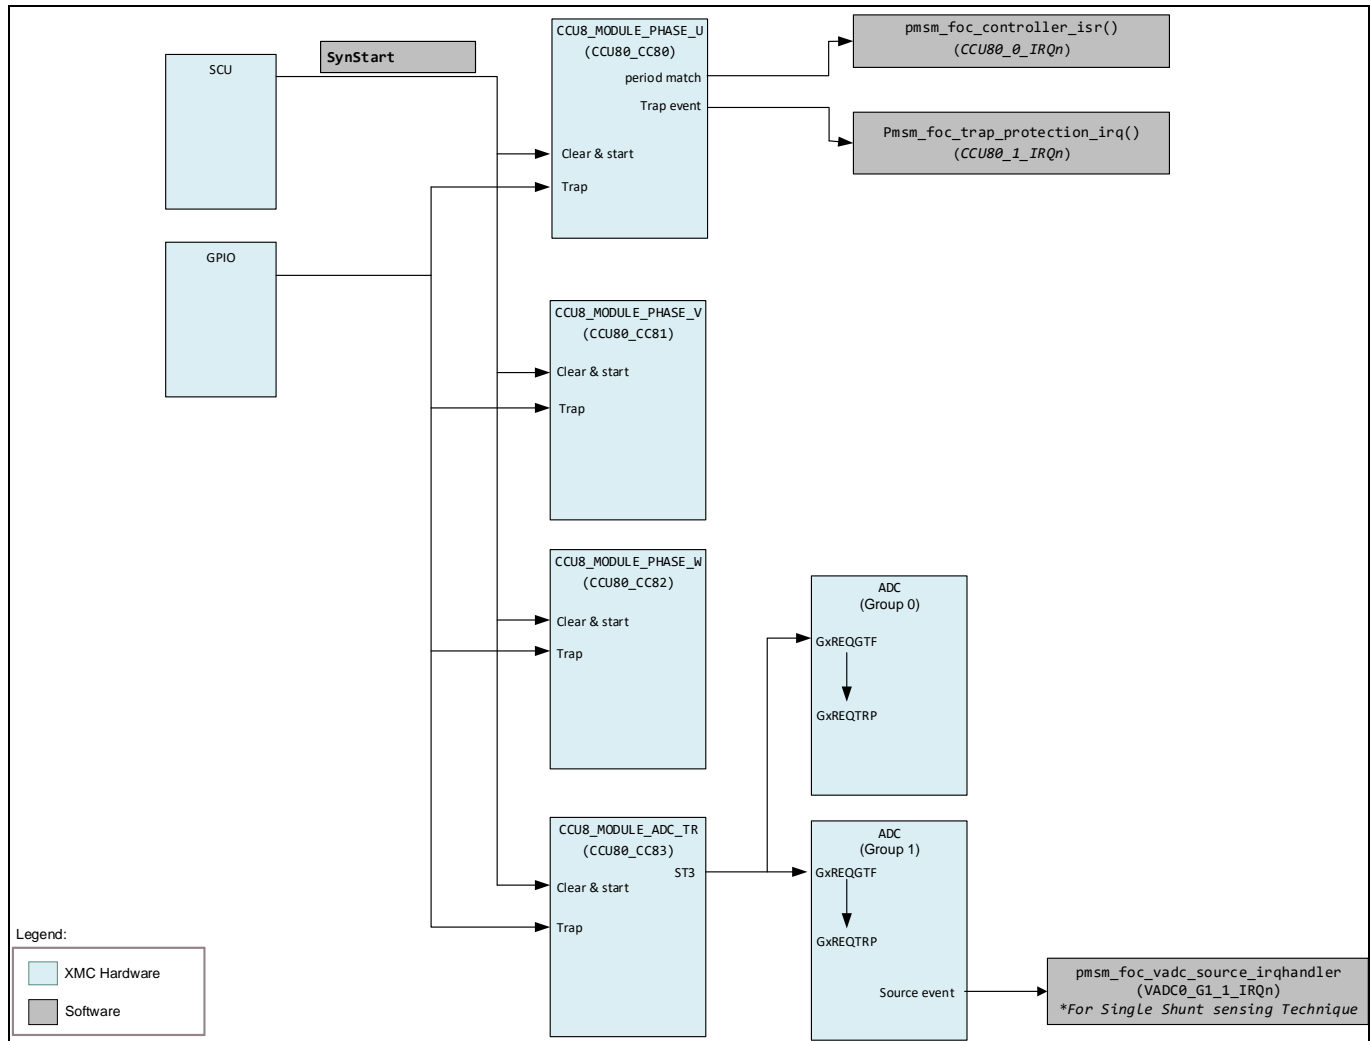 SCU
SynStart
GPIO
CCU8_MODULE_PHASE_U
(CCU80_CC80)
period match
Trap event
Clear & start
Trap
pmsm_foc_controller_isr()
(CCU80_0_IRQn)
Pmsm_foc_trap_protection_irq()
(CCU80_1_IRQn)
CCU8_MODULE_PHASE_V
(CCU80_CC81)
Clear & start
Trap
CCU8_MODULE_PHASE_W
(CCU80_CC82)
Clear & start
Trap
ADC
(Group 0)
GxREQGTF
GxREQTRP
CCU8_MODULE_ADC_TR
(CCU80_CC83)
ST3
Clear & start
Trap
ADC
(Group 1)
GxREQGTF
GxREQTRP
Source event
pmsm_foc_vadc_source_irqhandler
(VADC0_G1_1_IRQn)
*For Single Shunt sensing Technique
Legend:
XMC Hardware
Software